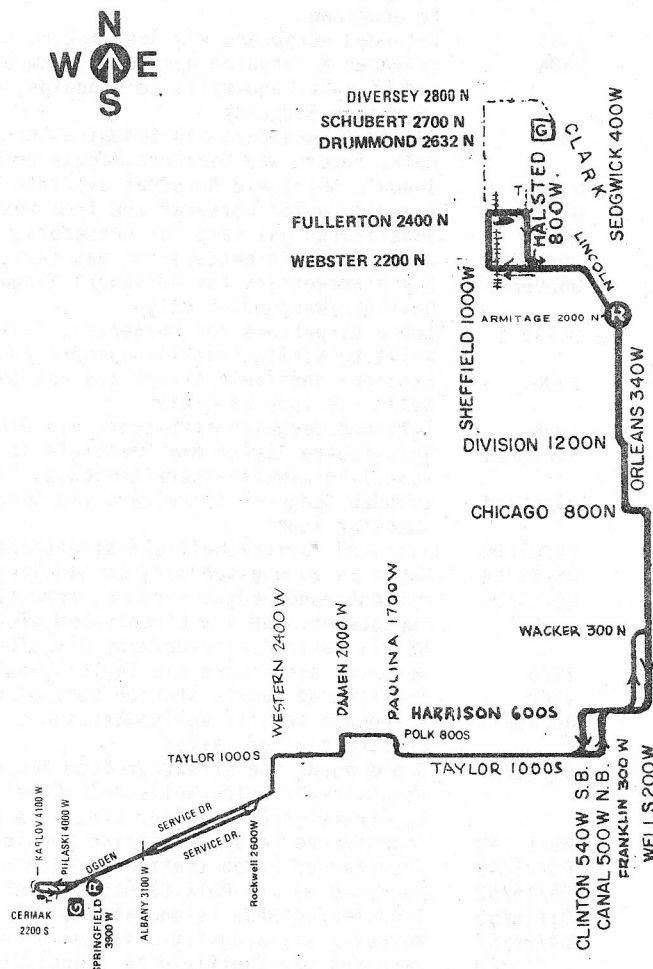 N
W E
S
DIVERSEY 2800 N
SCHUBERT 2700 N
DRUMMOND 2632 N
G
CLARK
SEDGWICK 400W
T
HALSTED 800W.
FULLERTON 2400 N
WEBSTER 2200 N
LINCOLN
SHEFFIELD 1000W
ARMITAGE 2000 N
R
ORLEANS 340W
DIVISION 1200N
CHICAGO 800N
WACKER 300 N
WESTERN 2400 W
DAMEN 2000 W
PAULINA 1700W
HARRISON 600S
POLK 800S
TAYLOR 1000S
TAYLOR 1000S
CLINTON 540W S.B.
CANAL 500W N.B.
FRANKLIN 300 W
WELLS 200W
KARLOV 4100 W
PULASKI 4000 W
OGDEN
SERVICE DR
SERVICE DR.
Rockwell 2600W
ALBANY 3100 W
T
CERMAK
2200 S
G
R
SPRINGFIELD
3900 W